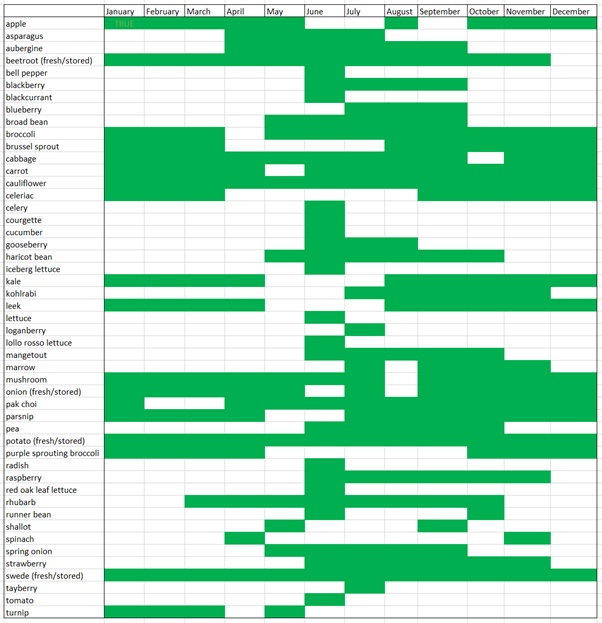 January February March April May June July August September October November December
apple TRUE
asparagus
aubergine
beetroot (fresh/stored)
bell pepper
blackberry
blackcurrant
blueberry
broad bean
broccoli
brussel sprout
cabbage
carrot
cauliflower
celeriac
celery
courgette
cucumber
gooseberry
haricot bean
iceberg lettuce
kale
kohlrabi
leek
lettuce
loganberry
lollo rosso lettuce
mangetout
marrow
mushroom
onion (fresh/stored)
pak choi
parsnip
pea
potato (fresh/stored)
purple sprouting broccoli
radish
raspberry
red oak leaf lettuce
rhubarb
runner bean
shallot
spinach
spring onion
strawberry
swede (fresh/stored)
tayberry
tomato
turnip